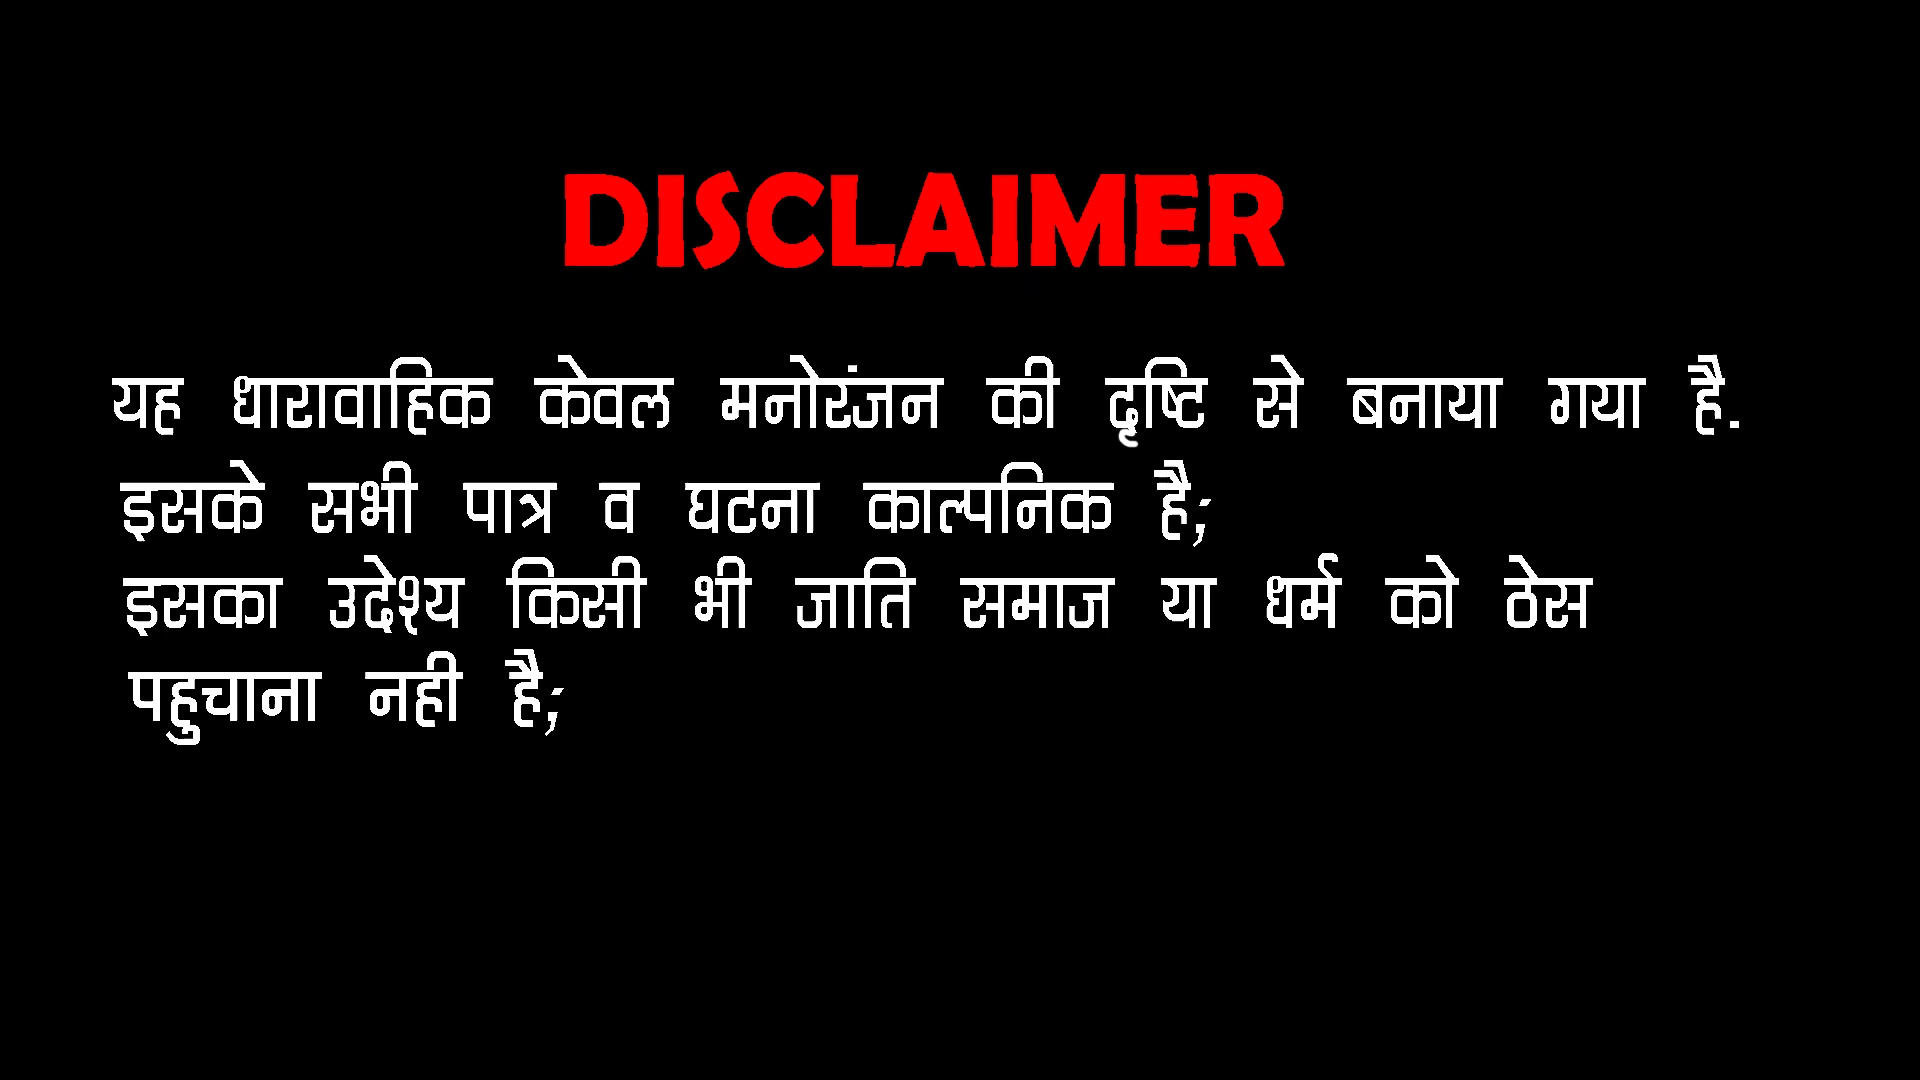 DISCLAIMER
यह धारावाहिक केवल मनोरंजन की दृष्टि से बनाया गया है.
इसके सभी पात्र व घटना काल्पनिक है;
इसका उदेश्य किसी भी जाति समाज या धर्म को ठेस
पहुचाना नही है;